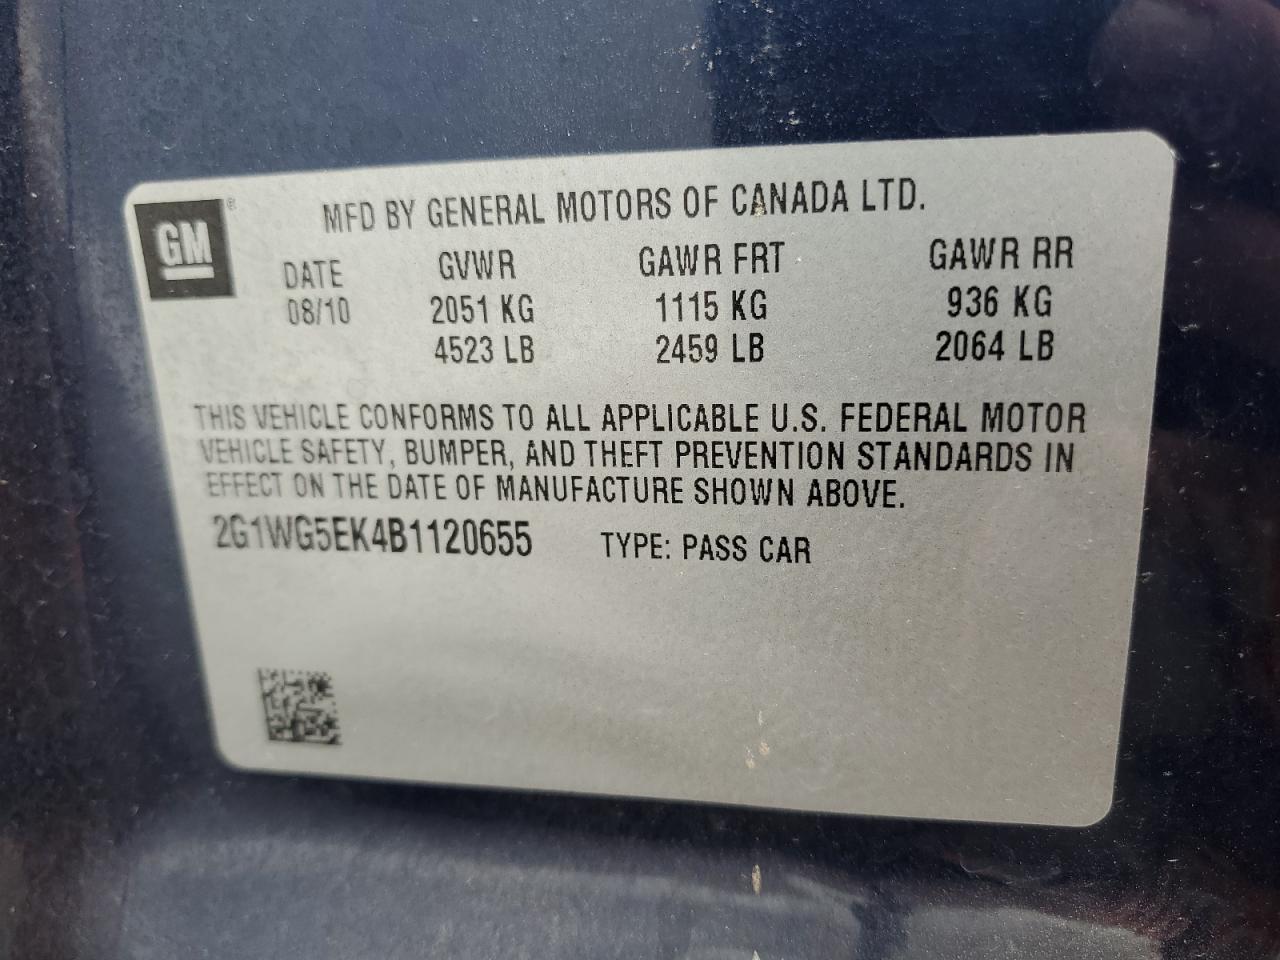 GM®
MFD BY GENERAL MOTORS OF CANADA LTD.
DATE GVWR GAWR FRT GAWR RR
08/10 2051 KG 1115 KG 936 KG
4523 LB 2459 LB 2064 LB
THIS VEHICLE CONFORMS TO ALL APPLICABLE U.S. FEDERAL MOTOR
VEHICLE SAFETY, BUMPER, AND THEFT PREVENTION STANDARDS IN
EFFECT ON THE DATE OF MANUFACTURE SHOWN ABOVE.
2G1WG5EK4B1120655 TYPE: PASS CAR